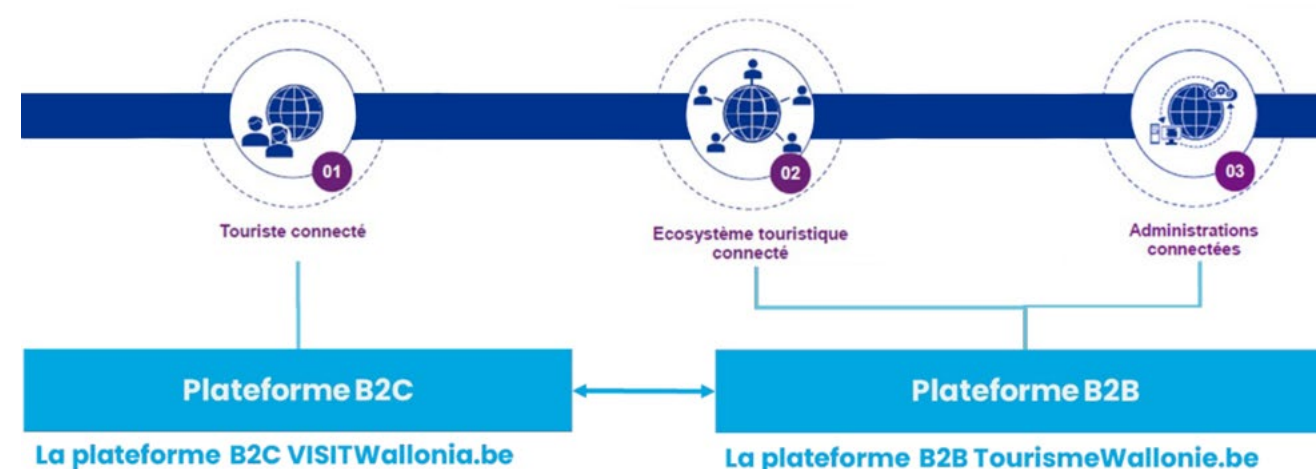 01
02
03
Touriste connecté
Ecosystème touristique
connecté
Administrations
connectées
Plateforme B2C
Plateforme B2B
La plateforme B2C VISITWallonia.be
La plateforme B2B TourismeWallonie.be